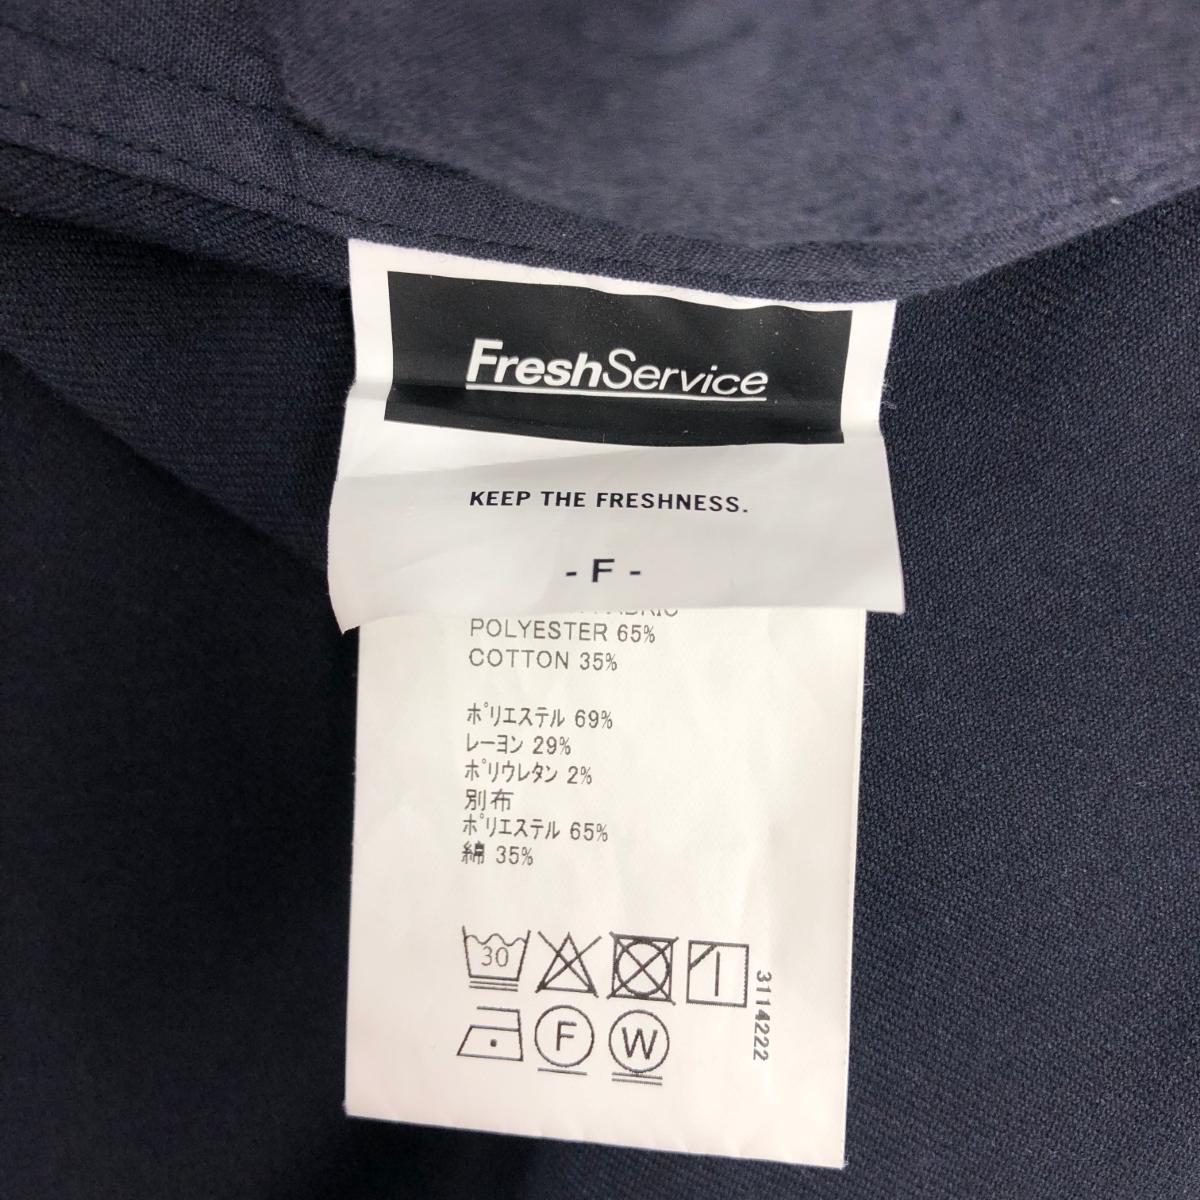 FreshService
KEEP THE FRESHNESS.
- F -
POLYESTER 65%
COTTON 35%
ポリエステル 69%
レーヨン 29%
ポリウレタン 2%
別布
ポリエステル 65%
綿 35%
30
F
W
3114222